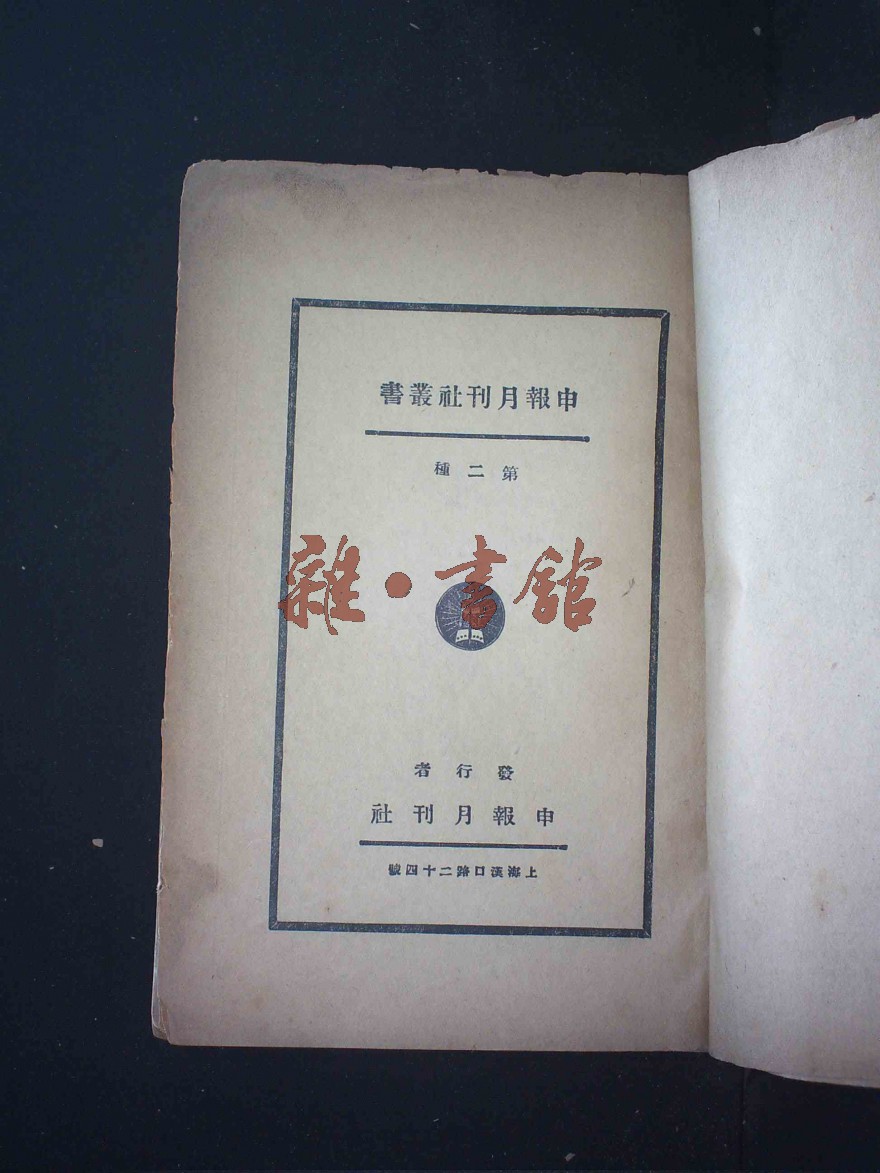 申報月刊社叢書
第二種
雜·書館
發行者
申報月刊社
上海漢口路二十四號